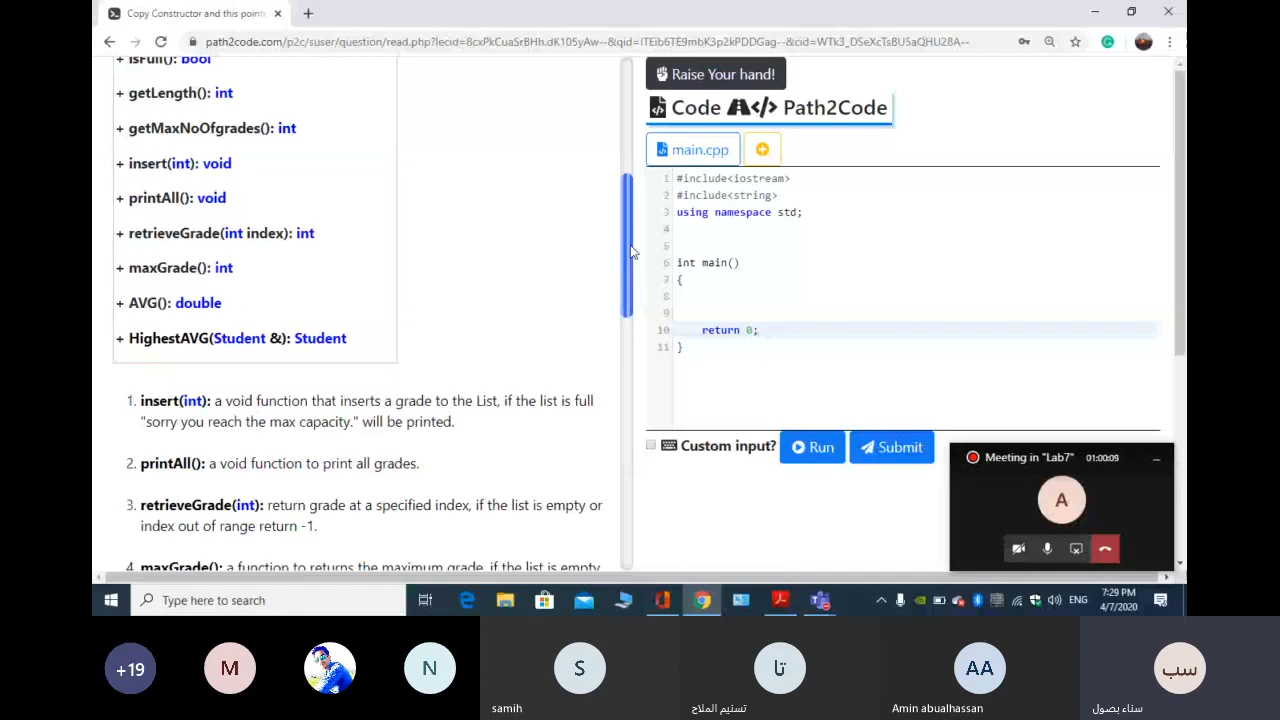 Copy Constructor and this point
path2code.com/p2c/suser/question/read.php?lecid=8cxPkCuaSrBHh.dK105yAw--&qid=ITEib6TE9mbK3p2kPDDGag--&cid=WTk3_DSeXcTsBU5aQHU28A--
+ isFull(): bool
+ getLength(): int
+ getMaxNoOfgrades(): int
+ insert(int): void
+ printAll(): void
+ retrieveGrade(int index): int
+ maxGrade(): int
+ AVG(): double
+ HighestAVG(Student &): Student
1. insert(int): a void function that inserts a grade to the List, if the list is full
"sorry you reach the max capacity." will be printed.
2. printAll(): a void function to print all grades.
3. retrieveGrade(int): return grade at a specified index, if the list is empty or
index out of range return -1.
4. maxGrade(): a function to returns the maximum grade, if the list is empty
Raise Your hand!
Code </> Path2Code
main.cpp
1 #include<iostream>
2 #include<string>
3 using namespace std;
4
5
6 int main()
7 {
8
9
10 return 0;
11 }
Custom input? Run Submit
Meeting in "Lab7" 01:00:09
A
Type here to search
ENG
7:29 PM
4/7/2020
+19 M N S تا AA سب
samih تسنيم الملاح Amin abualhassan سناء بصول